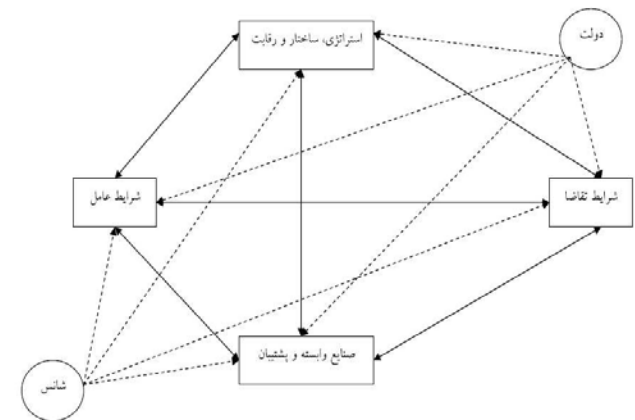 دولت
استراتژی، ساختار و رقابت
شرایط تقاضا
شرایط عامل
صنایع وابسته و پشتیبان
شانس